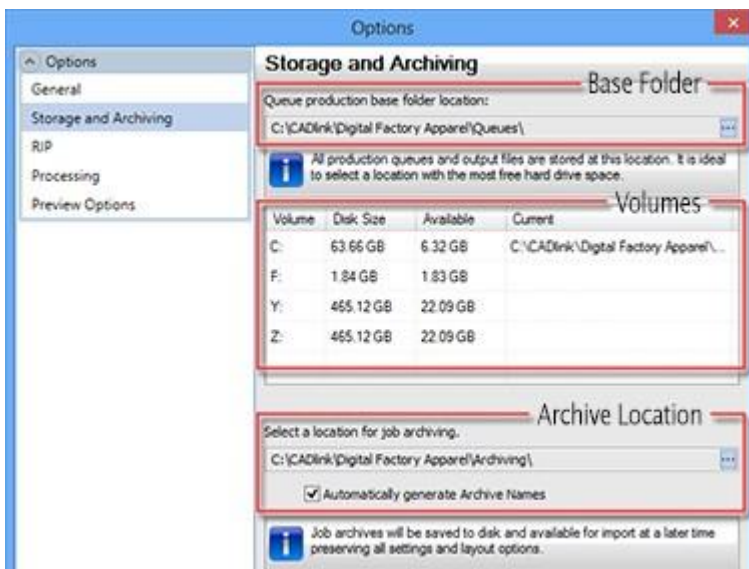 Options
Options
General
Storage and Archiving
RIP
Processing
Preview Options
Storage and Archiving
Base Folder
Queue production base folder location:
C:\CADlink\Digital Factory Apparel\Queues\
...
i
All production queues and output files are stored at this location. It is ideal
to select a location with the most free hard drive space.
Volumes
Volume Disk Size Available Current
C: 63.66 GB 6.32 GB C:\CADlink\Digital Factory Apparel\...
F: 1.84 GB 1.83 GB
Y: 465.12 GB 22.09 GB
Z: 465.12 GB 22.09 GB
Archive Location
Select a location for job archiving.
C:\CADlink\Digital Factory Apparel\Archiving\
...
Automatically generate Archive Names
i
Job archives will be saved to disk and available for import at a later time
preserving all settings and layout options.